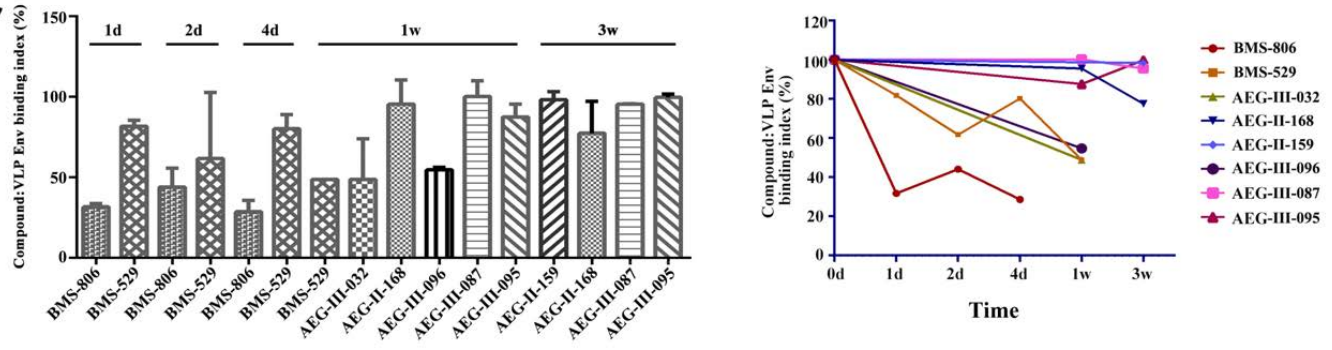 1d 2d 4d 1w 3w
Compound:VLP Env binding index (%)
150
100
50
0
BMS-806
BMS-529
BMS-806
BMS-529
BMS-806
BMS-529
BMS-529
AEG-III-032
AEG-II-168
AEG-III-096
AEG-III-087
AEG-III-095
AEG-II-159
AEG-II-168
AEG-III-087
AEG-III-095
Compound:VLP Env
binding index (%)
120
100
80
60
40
20
0
0d 1d 2d 4d 1w 3w
Time
BMS-806
BMS-529
AEG-III-032
AEG-II-168
AEG-II-159
AEG-III-096
AEG-III-087
AEG-III-095